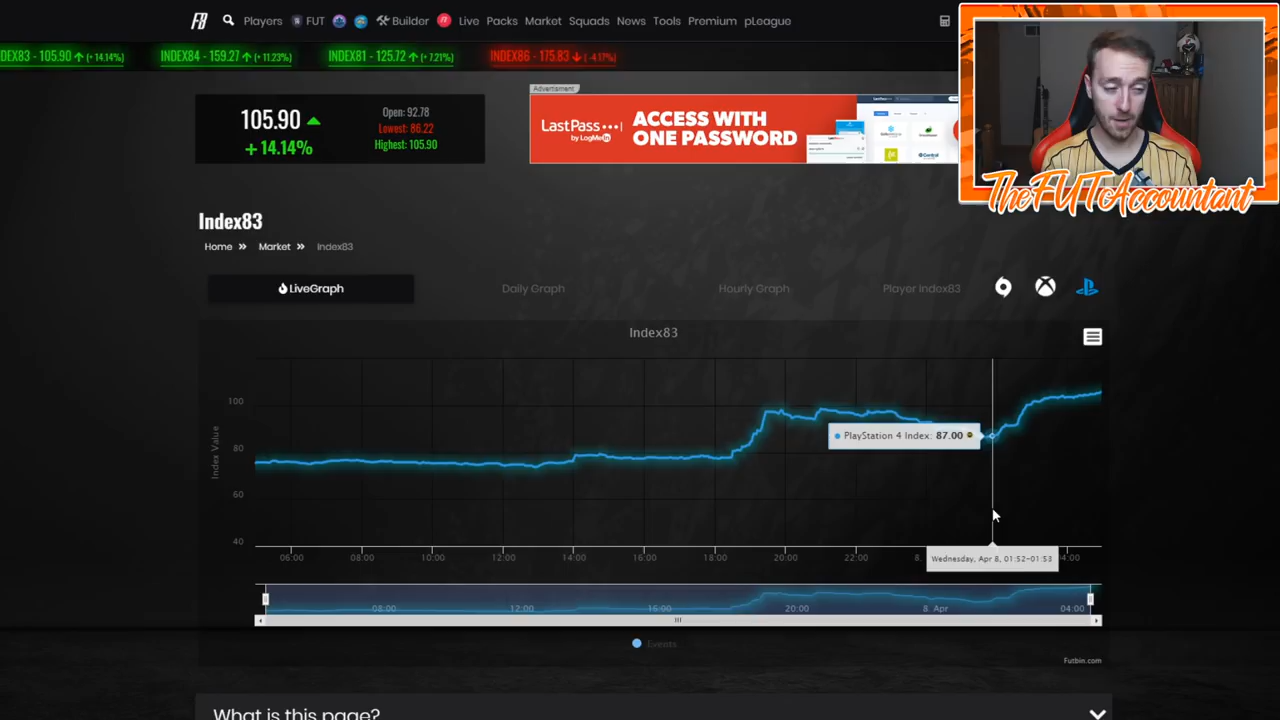 FB Players FUT Builder Live Packs Market Squads News Tools Premium pLeague
INDEX83 - 105.90 (+ 14.14%) INDEX84 - 159.27 (+ 11.23%) INDEX81 - 125.72 (+ 7.21%) INDEX86 - 175.83 (- 4.17%)
105.90
+ 14.14%
Open: 92.78
Lowest: 86.22
Highest: 105.90
Advertisment
LastPass
by LogMeIn
ACCESS WITH
ONE PASSWORD
TheFUTAccountant
Index83
Home » Market » Index83
LiveGraph Daily Graph Hourly Graph Player Index83
Index83
Index Value
100
80
60
40
PlayStation 4 Index: 87.00
06:00 08:00 10:00 12:00 14:00 16:00 18:00 20:00 22:00 8. 04:00
Wednesday, Apr 8, 01:52-01:53
08:00 12:00 16:00 20:00 8. Apr 04:00
Events
Futbin.com
What is this page?